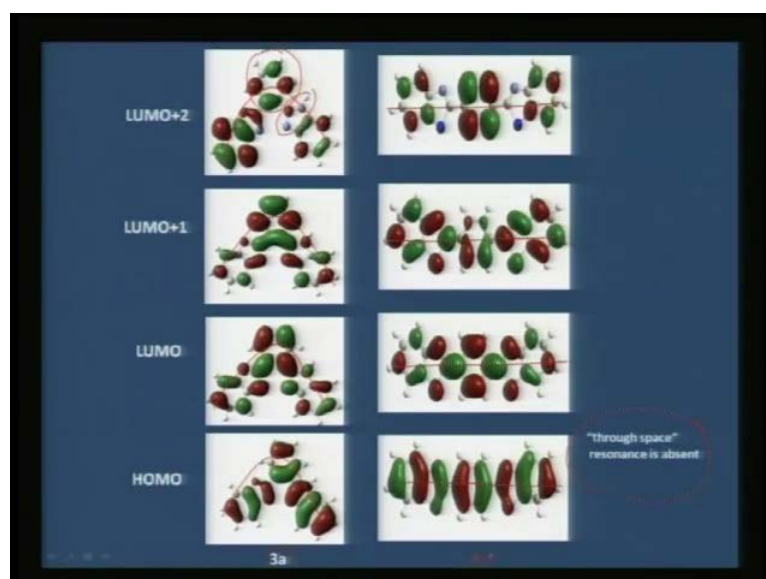 LUMO+2
LUMO+1
LUMO
HOMO
"through space"
resonance is absent
3a